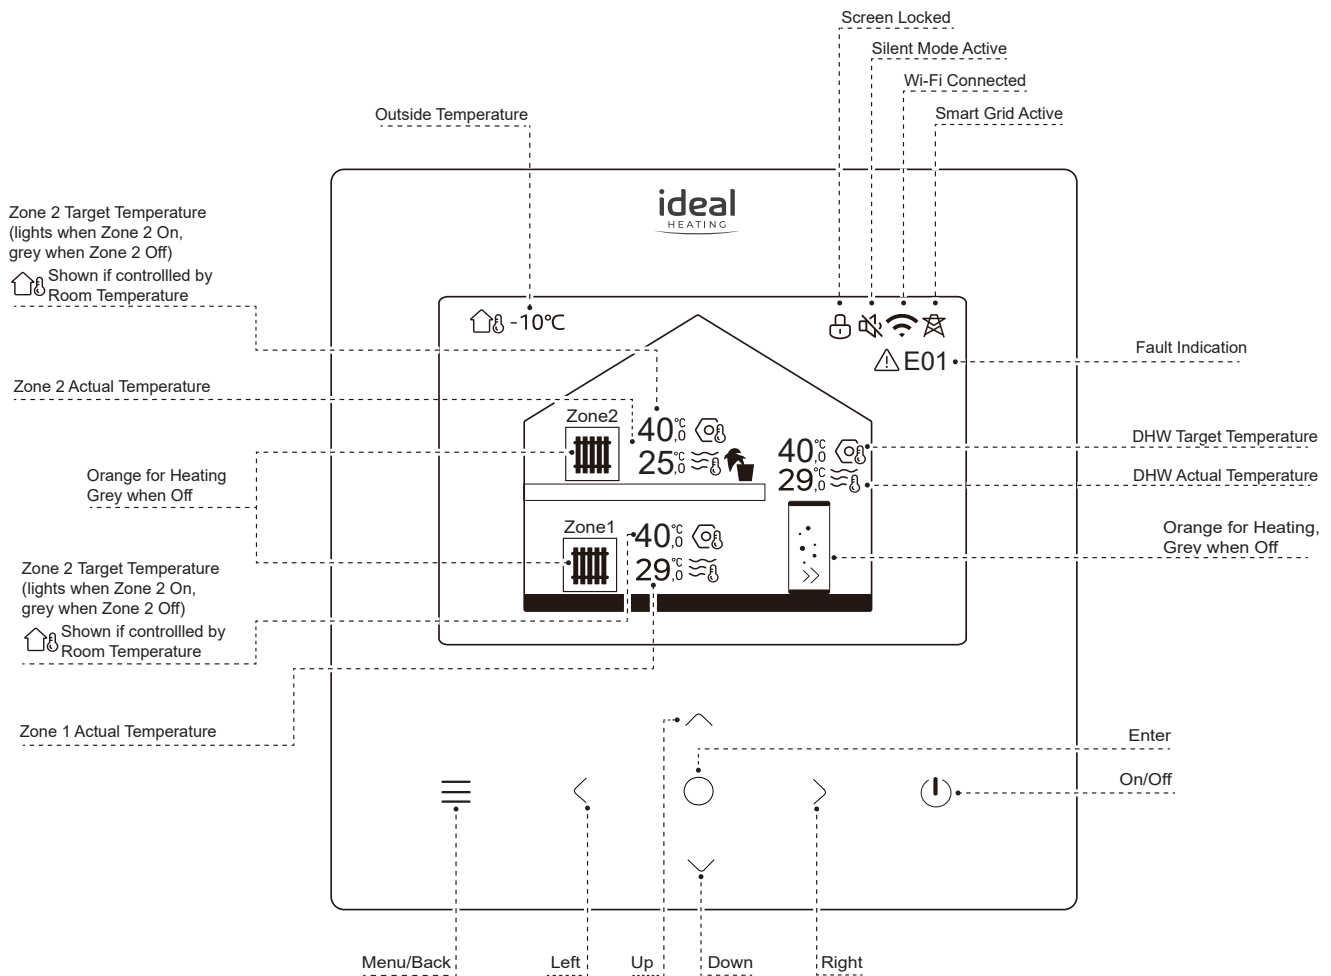 Screen Locked
Silent Mode Active
Wi-Fi Connected
Outside Temperature
Smart Grid Active
ideal
HEATING
Zone 2 Target Temperature
(lights when Zone 2 On,
grey when Zone 2 Off)
Shown if controllled by
Room Temperature
-10°C
E01
Fault Indication
Zone 2 Actual Temperature
Zone2
40,0 °C
25,0 °C
40,0 °C
29,0 °C
DHW Target Temperature
DHW Actual Temperature
Orange for Heating
Grey when Off
Zone1
40,0 °C
29,0 °C
Orange for Heating,
Grey when Off
Zone 2 Target Temperature
(lights when Zone 2 On,
grey when Zone 2 Off)
Shown if controllled by
Room Temperature
Zone 1 Actual Temperature
Enter
On/Off
Menu/Back
Left
Up
Down
Right